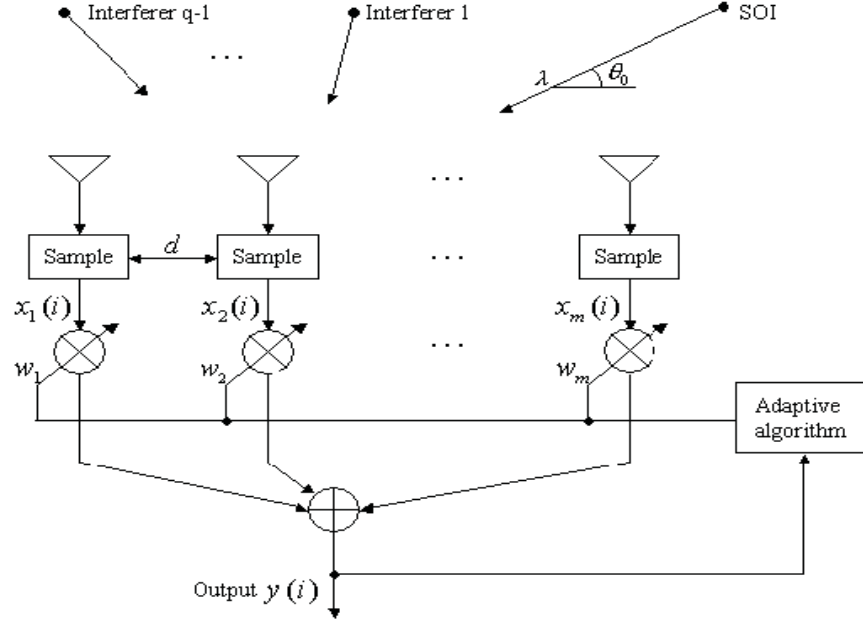 Interferer q-1
Interferer 1
SOI
. . .
λ
θ₀
. . .
Sample
d
Sample
. . .
Sample
x₁(i)
x₂(i)
xₘ(i)
. . .
w₁
w₂
wₘ
Adaptive
algorithm
Output y(i)